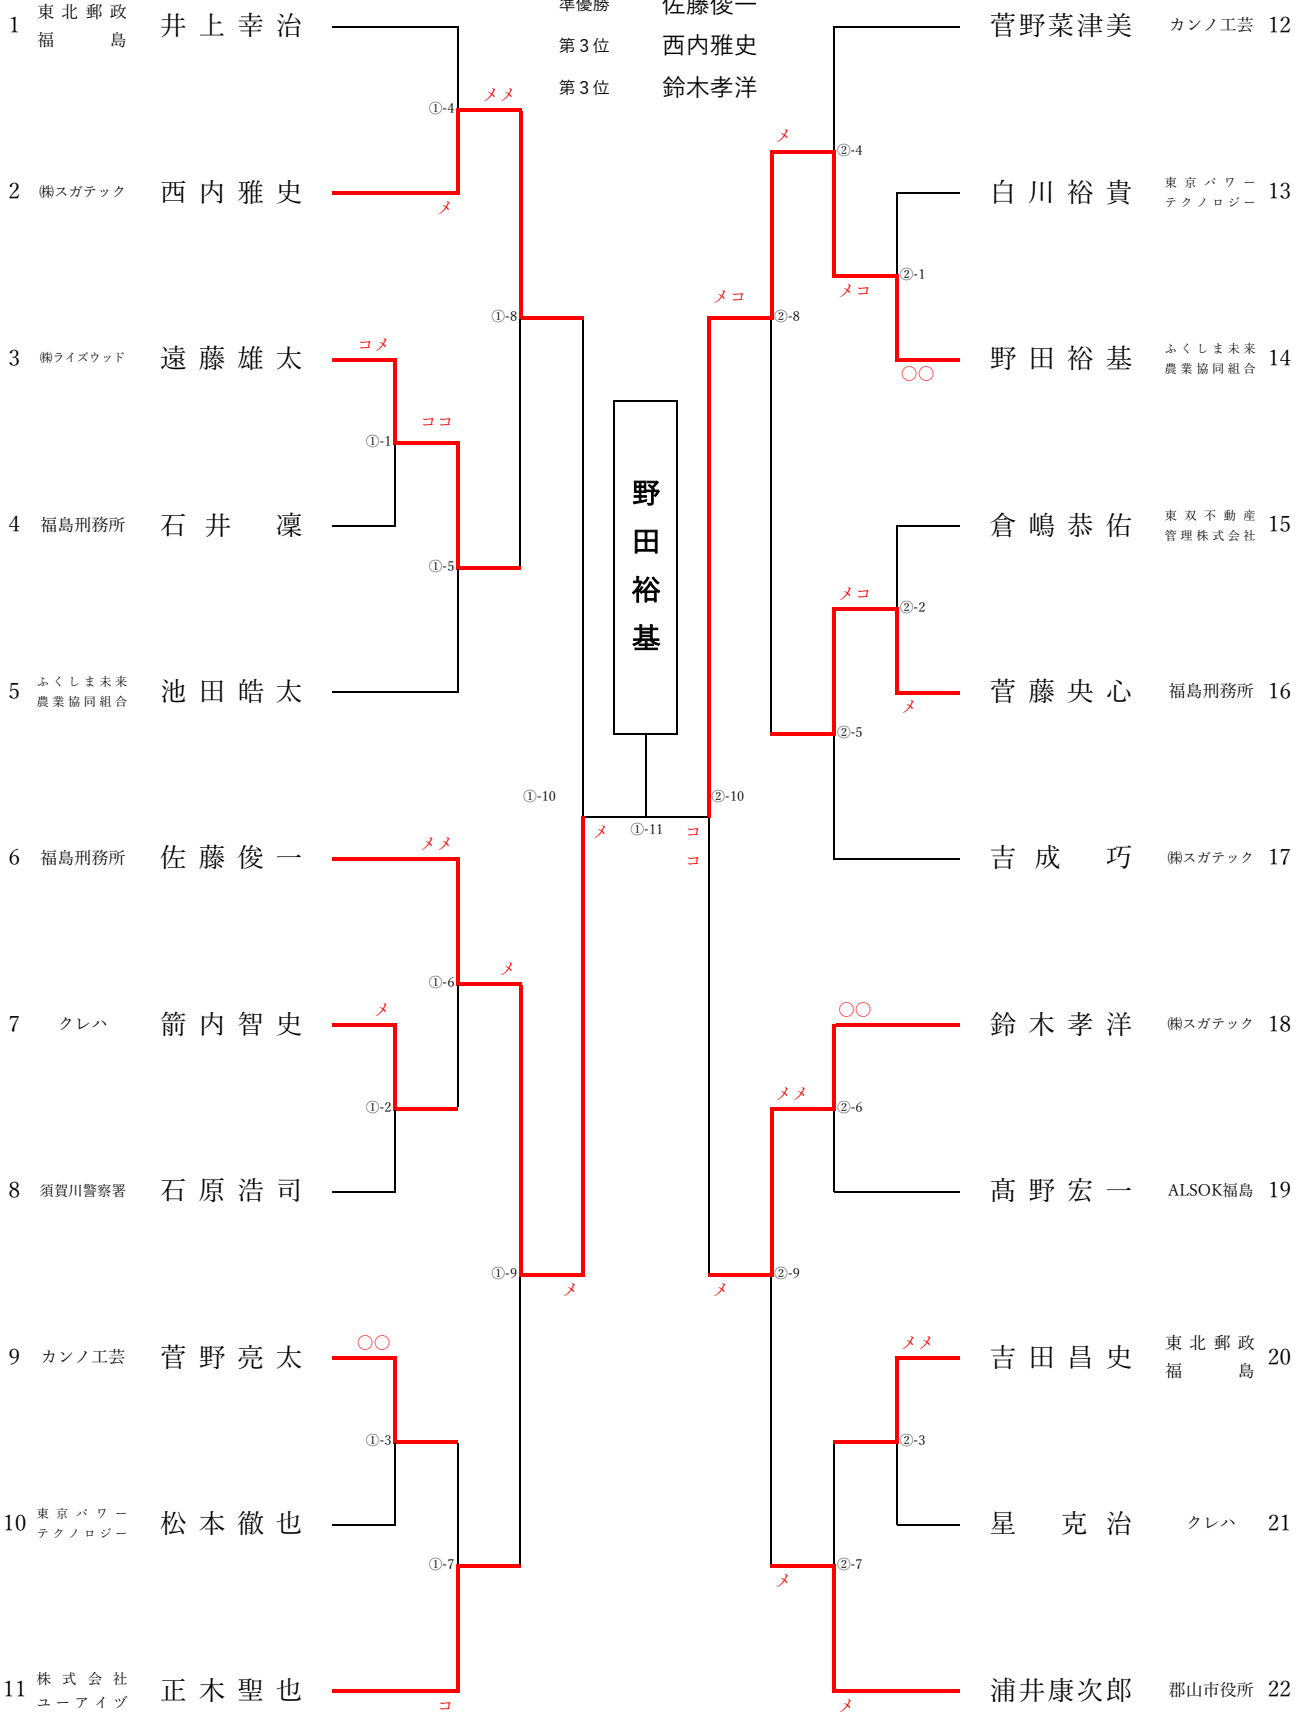 準優勝 佐藤俊一
第3位 西内雅史
第3位 鈴木孝洋
1 東北郵政
福島 井上幸治
①-4 メメ
2 ㈱スガテック 西内雅史
メ
①-8
3 ㈱ライズウッド 遠藤雄太
コメ
①-1 ココ
4 福島刑務所 石井凜
①-5
5 ふくしま未来
農業協同組合 池田皓太
①-10
6 福島刑務所 佐藤俊一
メメ
①-6 メ
7 クレハ 箭内智史
メ
①-2
8 須賀川警察署 石原浩司
①-9 メ
9 カンノ工芸 菅野亮太
○○
①-3
10 東京パワー
テクノロジー 松本徹也
①-7
11 株式会社
ユーアイヅ 正木聖也
コ
野田裕基
メ ①-11 コ
コ
菅野菜津美 カンノ工芸 12
メ ②-4
白川裕貴 東京パワー
テクノロジー 13
②-1
メコ
メコ ②-8
野田裕基 ふくしま未来
農業協同組合 14
○○
倉嶋恭佑 東双不動産
管理株式会社 15
メコ ②-2
菅藤央心 福島刑務所 16
メ
②-5
②-10
吉成巧 ㈱スガテック 17
鈴木孝洋 ㈱スガテック 18
○○
メメ ②-6
髙野宏一 ALSOK福島 19
メ ②-9
吉田昌史 東北郵政
福島 20
メメ
②-3
星克治 クレハ 21
メ ②-7
浦井康次郎 郡山市役所 22
メ